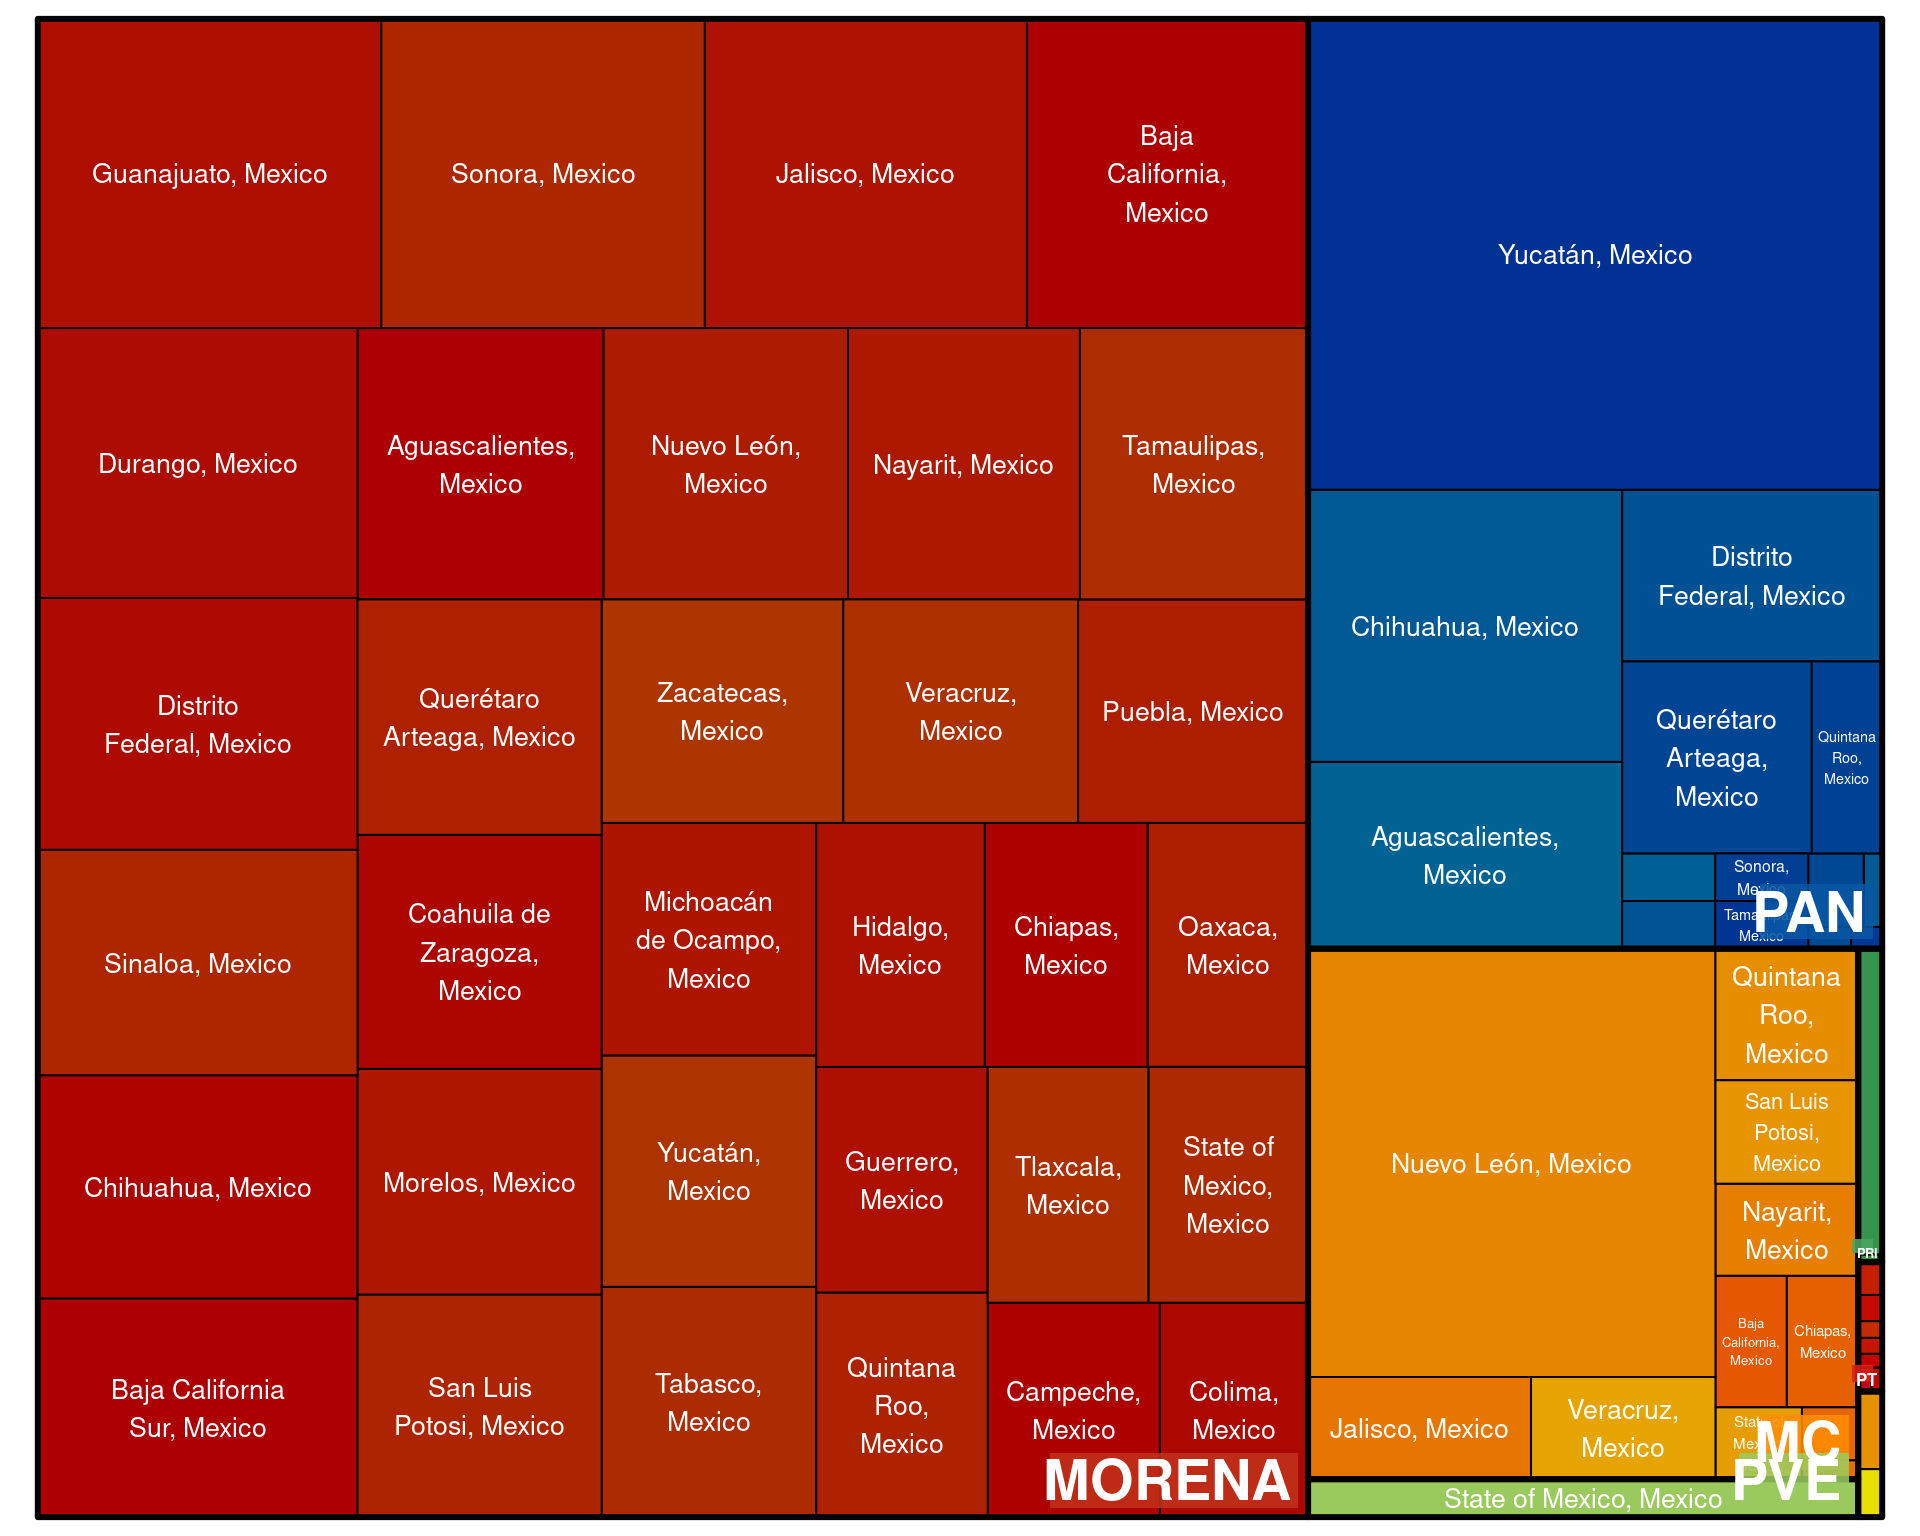 Guanajuato, Mexico
Sonora, Mexico
Jalisco, Mexico
Baja
California,
Mexico
Durango, Mexico
Aguascalientes,
Mexico
Nuevo León,
Mexico
Nayarit, Mexico
Tamaulipas,
Mexico
Distrito
Federal, Mexico
Querétaro
Arteaga, Mexico
Zacatecas,
Mexico
Veracruz,
Mexico
Puebla, Mexico
Sinaloa, Mexico
Coahuila de
Zaragoza,
Mexico
Michoacán
de Ocampo,
Mexico
Hidalgo,
Mexico
Chiapas,
Mexico
Oaxaca,
Mexico
Chihuahua, Mexico
Morelos, Mexico
Yucatán,
Mexico
Guerrero,
Mexico
Tlaxcala,
Mexico
State of
Mexico,
Mexico
Baja California
Sur, Mexico
San Luis
Potosi, Mexico
Tabasco,
Mexico
Quintana
Roo,
Mexico
Campeche,
Mexico
Colima,
Mexico
MORENA
Yucatán, Mexico
Chihuahua, Mexico
Distrito
Federal, Mexico
Querétaro
Arteaga,
Mexico
Quintana
Roo,
Mexico
Aguascalientes,
Mexico
Sonora,
Mexico
Mexico
PAN
Nuevo León, Mexico
Quintana
Roo,
Mexico
San Luis
Potosi,
Mexico
Nayarit,
Mexico
Baja
California,
Mexico
Chiapas,
Mexico
Jalisco, Mexico
Veracruz,
Mexico
MC
State of Mexico, Mexico
PVE
PRI
PT